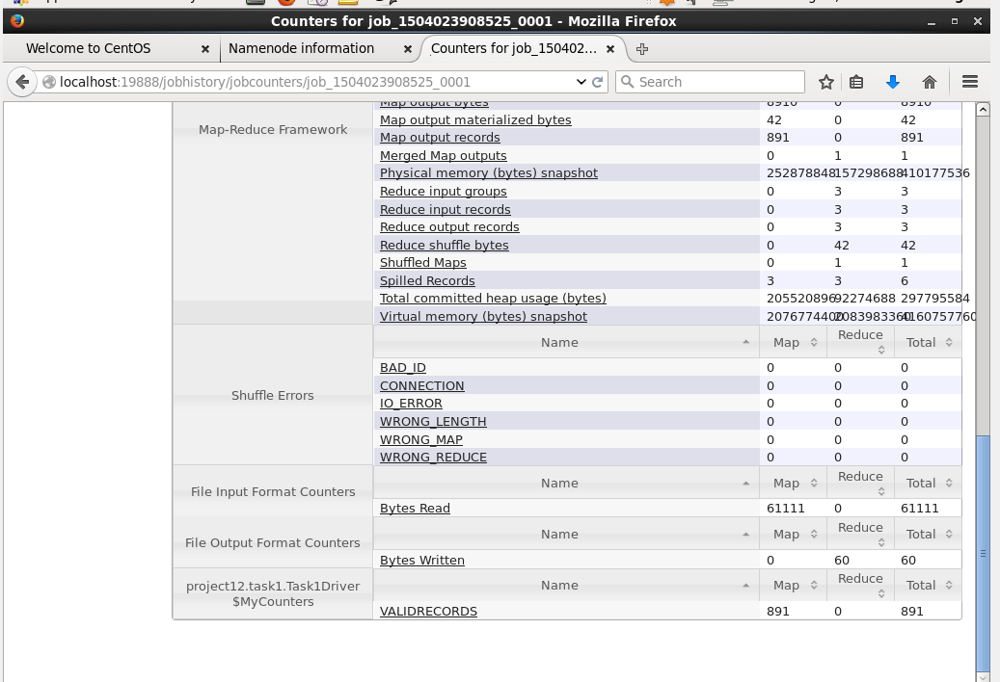 Counters for job_1504023908525_0001 - Mozilla Firefox
Welcome to CentOS × Namenode information × Counters for job_150402... ×
localhost:19888/jobhistory/jobcounters/job_1504023908525_0001 Search
Map output bytes 8910 0 8910
Map-Reduce Framework
Map output materialized bytes 42 0 42
Map output records 891 0 891
Merged Map outputs 0 1 1
Physical memory (bytes) snapshot 252878848 157298688 410177536
Reduce input groups 0 3 3
Reduce input records 0 3 3
Reduce output records 0 3 3
Reduce shuffle bytes 0 42 42
Shuffled Maps 0 1 1
Spilled Records 3 3 6
Total committed heap usage (bytes) 205520896 92274688 297795584
Virtual memory (bytes) snapshot 2076774400 2083983360 4160757760
Shuffle Errors
Name Map Reduce Total
BAD_ID 0 0 0
CONNECTION 0 0 0
IO_ERROR 0 0 0
WRONG_LENGTH 0 0 0
WRONG_MAP 0 0 0
WRONG_REDUCE 0 0 0
File Input Format Counters
Name Map Reduce Total
Bytes Read 61111 0 61111
File Output Format Counters
Name Map Reduce Total
Bytes Written 0 60 60
project12.task1.Task1Driver
$MyCounters
Name Map Reduce Total
VALIDRECORDS 891 0 891